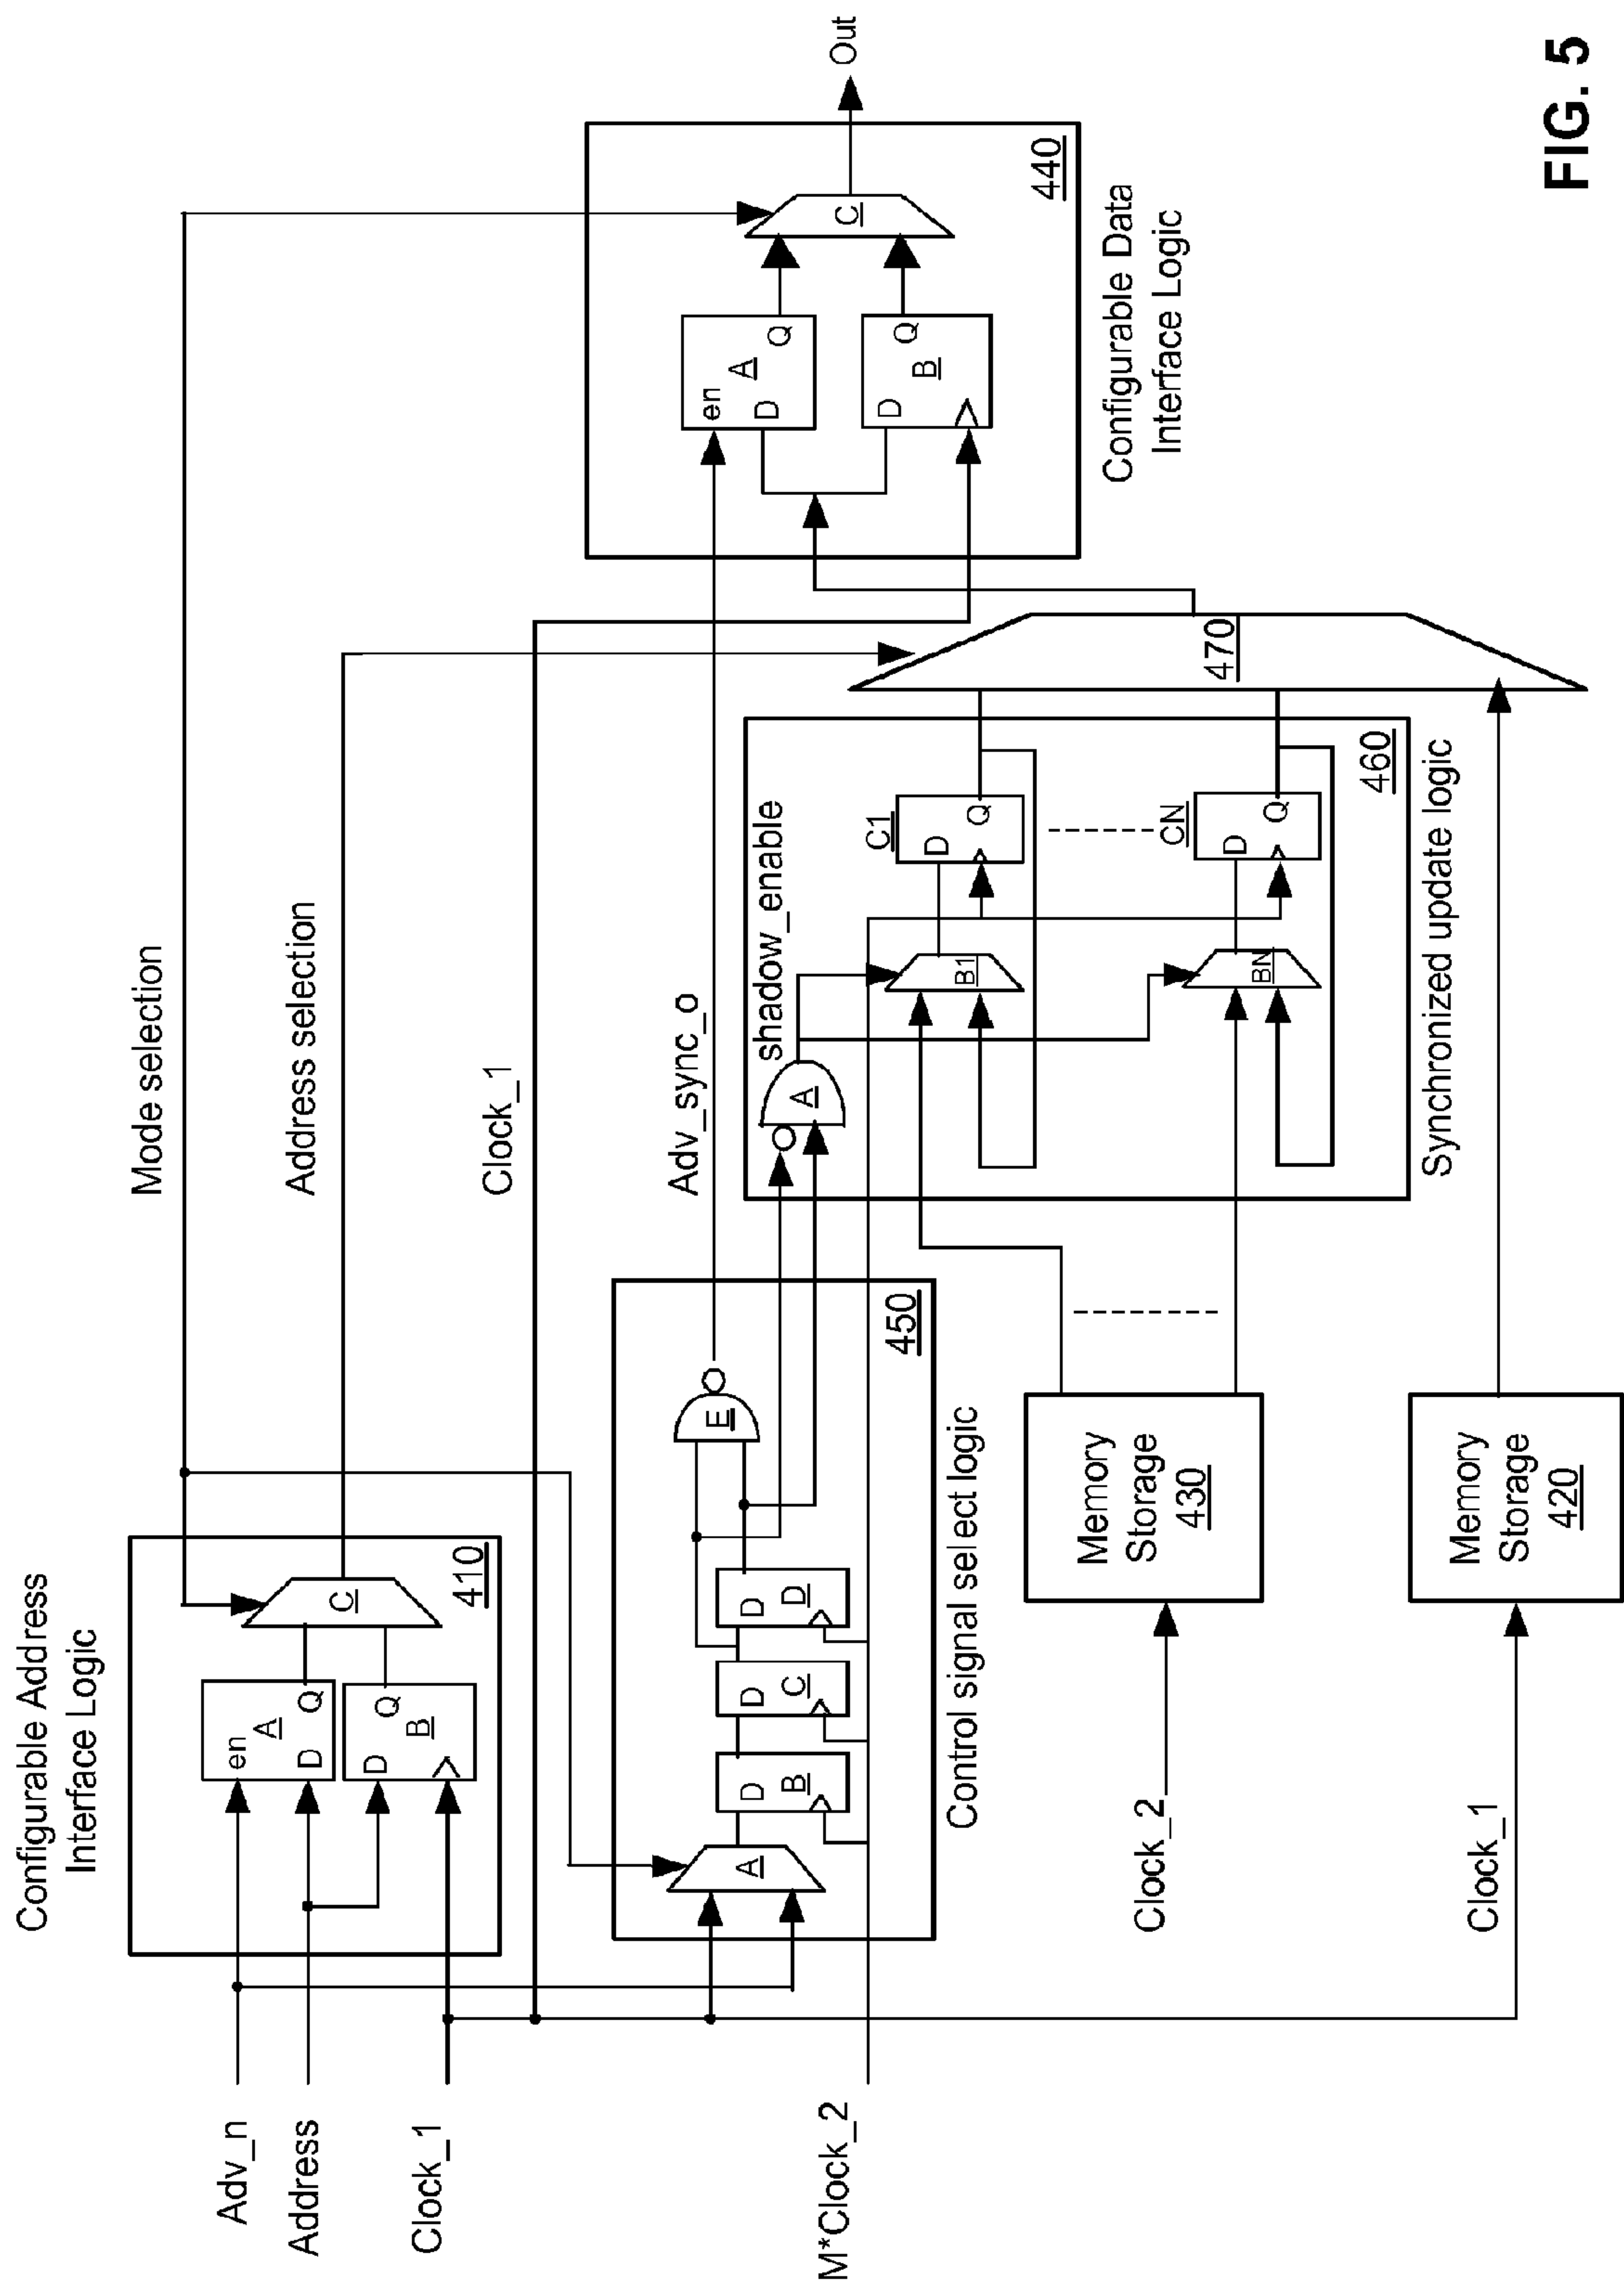 Configurable Address
Interface Logic
Mode selection
Address selection
Clock_1
Adv_sync_o
Adv_n
Address
Clock_1
M*Clock_2
en
A
D Q
D Q
B
C
410
A
D
B
D
C
D
D
E
450
Control signal select logic
Clock_2
Memory
Storage
430
Clock_1
Memory
Storage
420
shadow_enable
A
B1
BN
C1
D
Q
CN
D
Q
460
Synchronized update logic
470
en
A
D Q
D Q
B
C
440
Configurable Data
Interface Logic
Out
FIG. 5